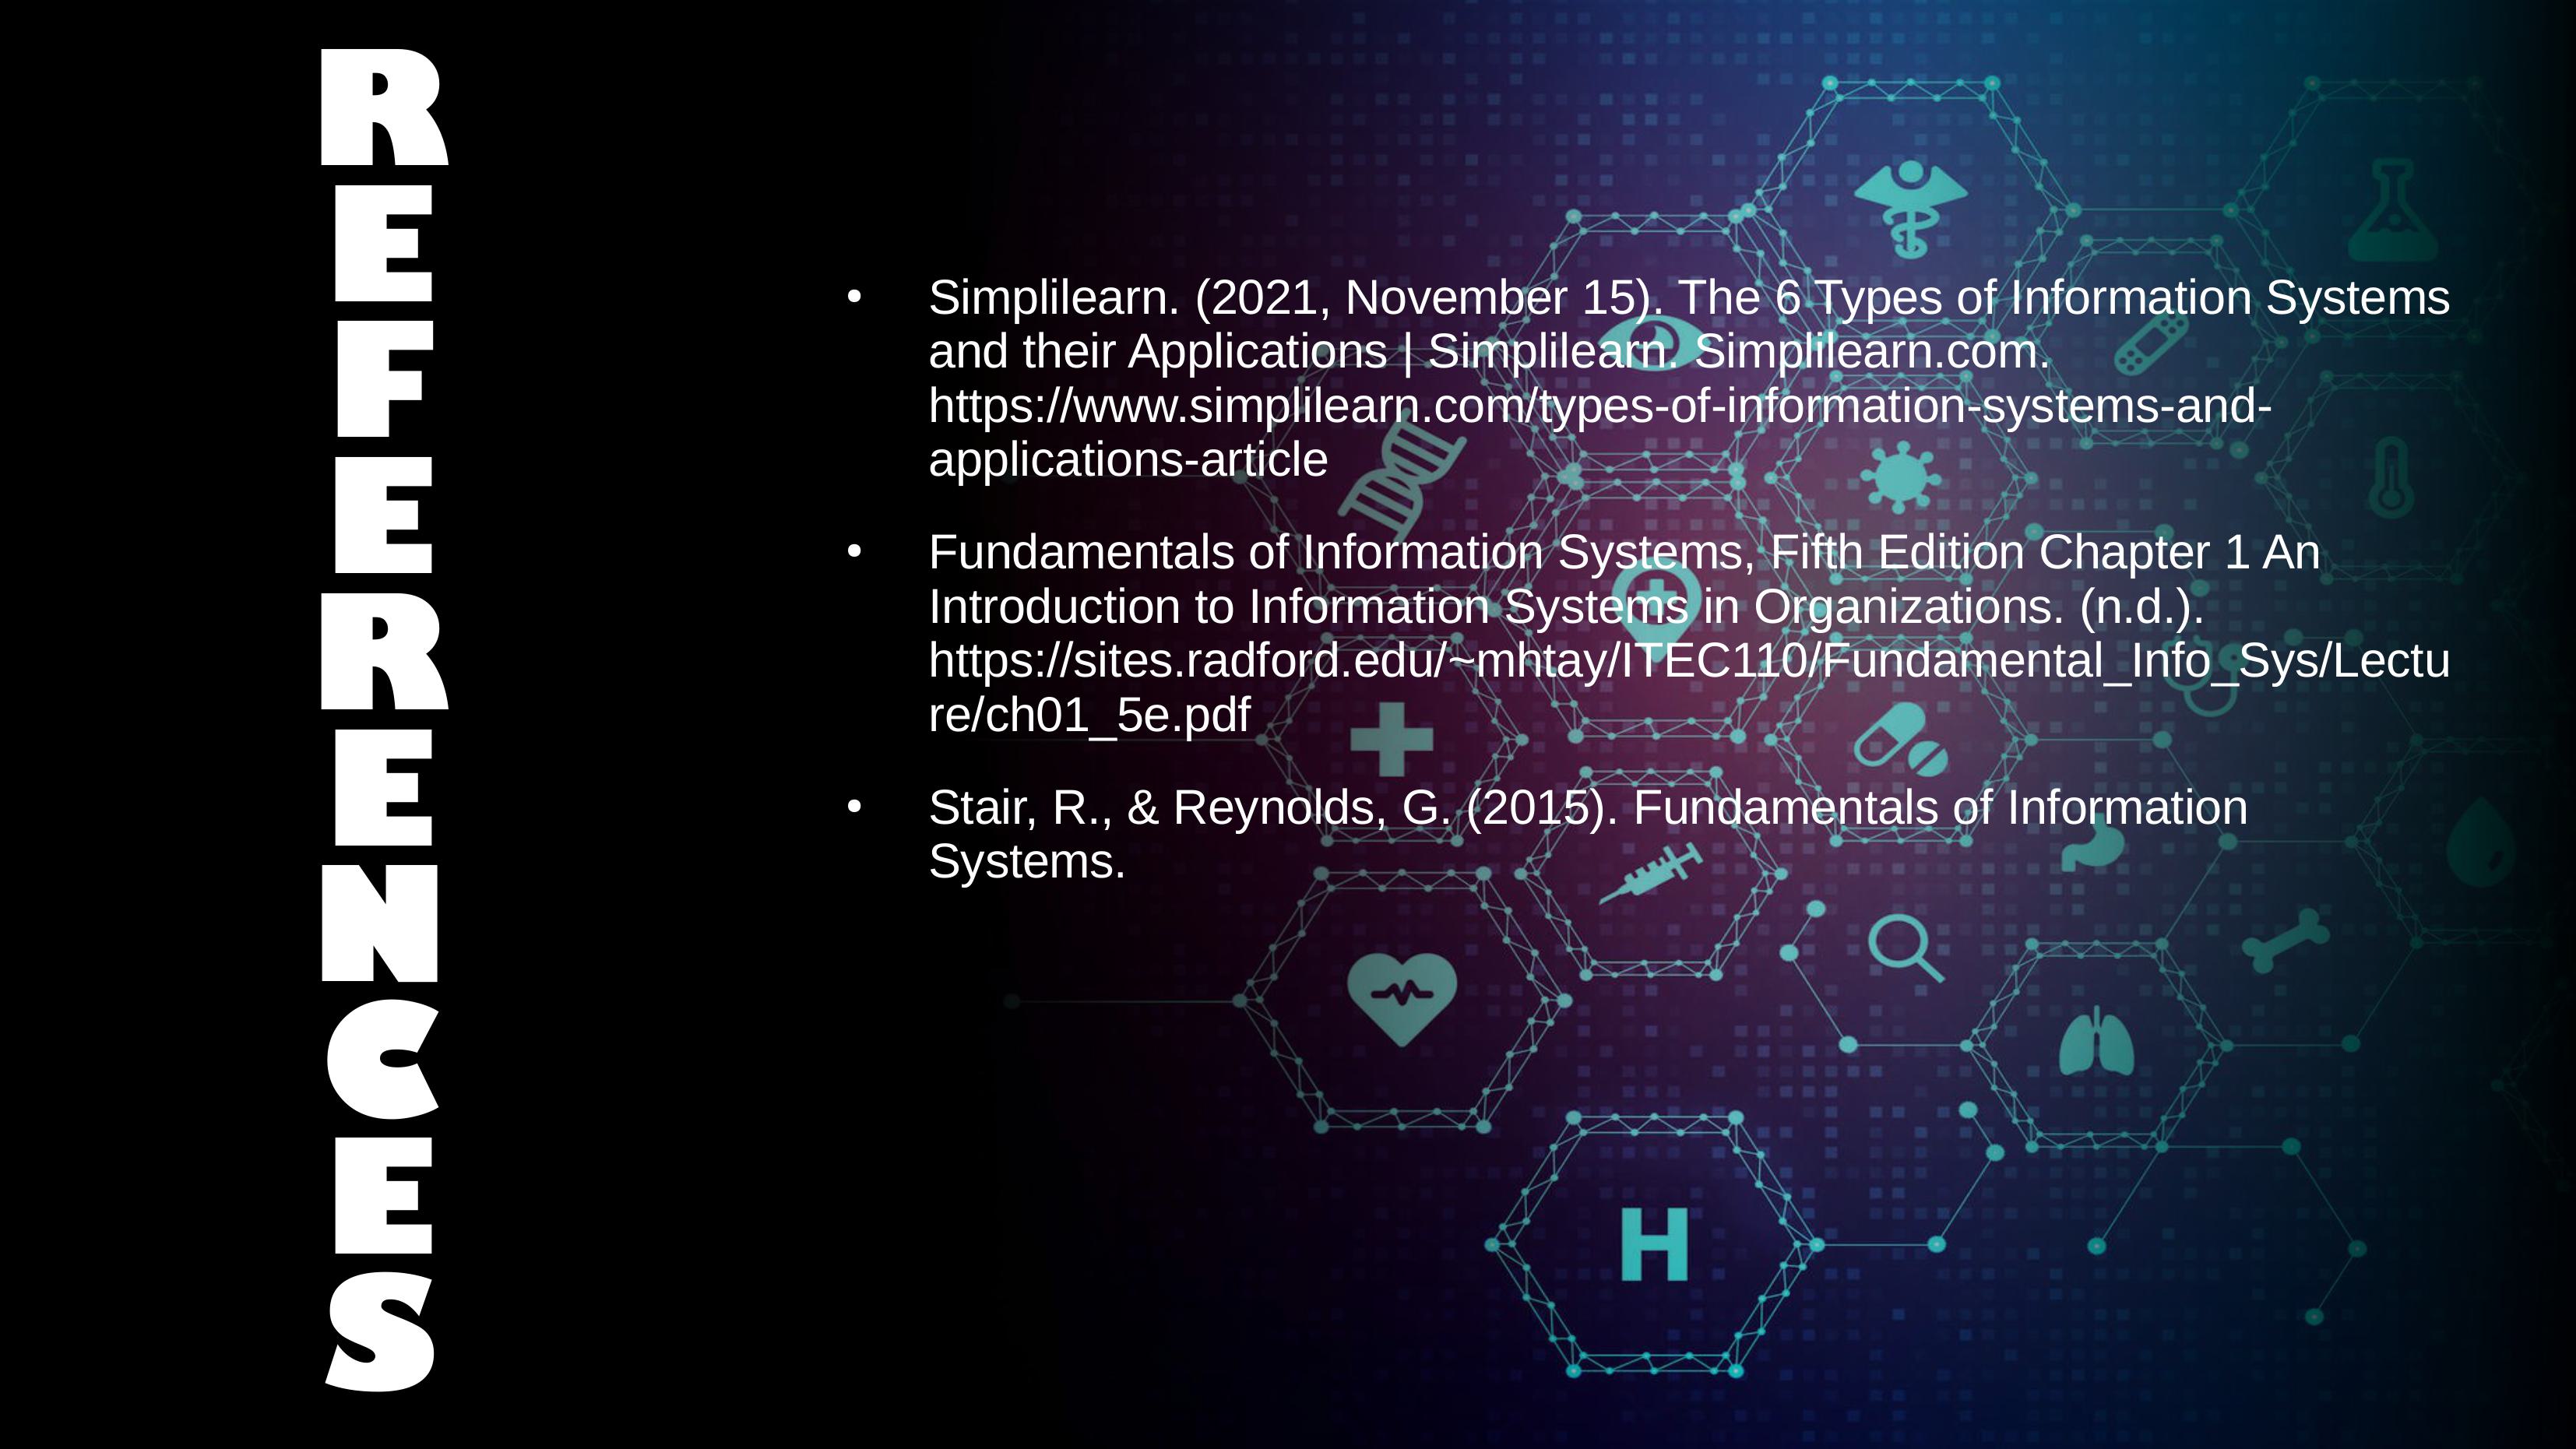 REFERENCES
• Simplilearn. (2021, November 15). The 6 Types of Information Systems
and their Applications | Simplilearn. Simplilearn.com.
https://www.simplilearn.com/types-of-information-systems-and-
applications-article
• Fundamentals of Information Systems, Fifth Edition Chapter 1 An
Introduction to Information Systems in Organizations. (n.d.).
https://sites.radford.edu/~mhtay/ITEC110/Fundamental_Info_Sys/Lectu
re/ch01_5e.pdf
• Stair, R., & Reynolds, G. (2015). Fundamentals of Information
Systems.
H